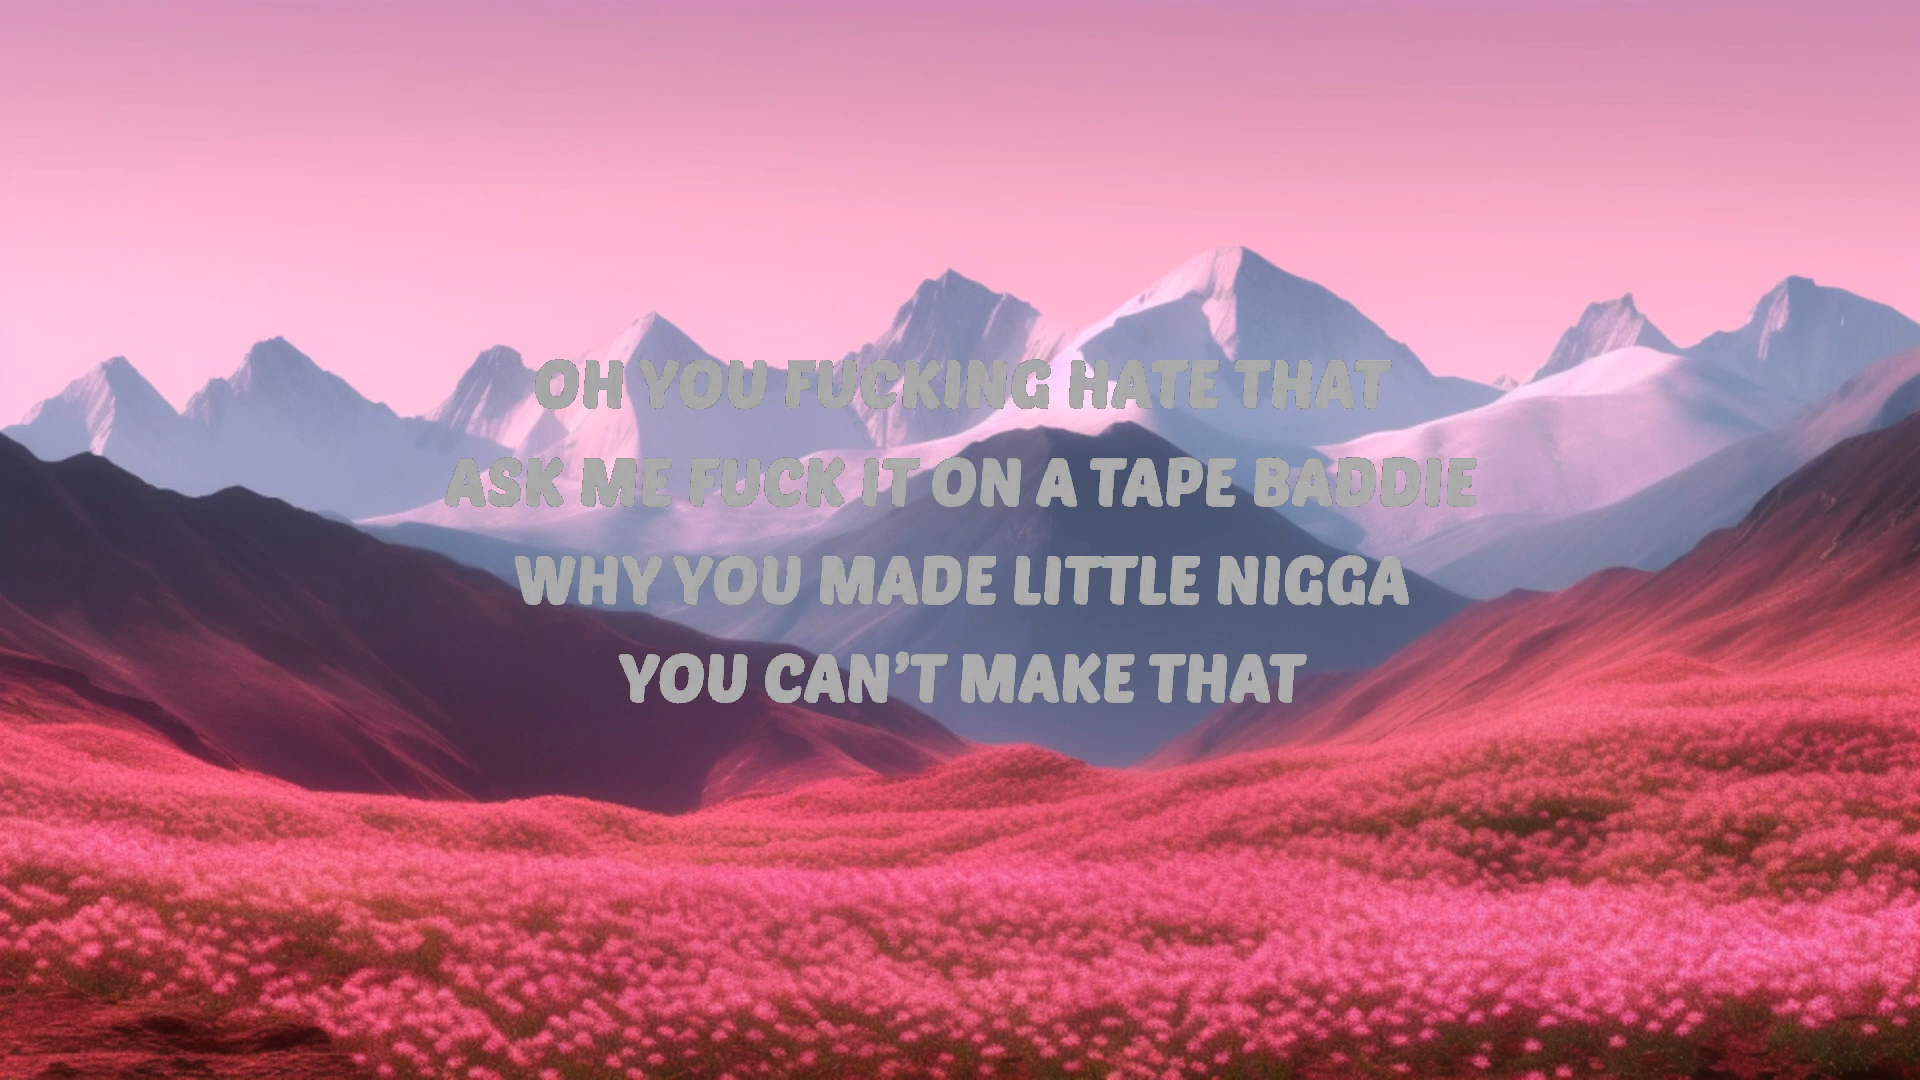 OH YOU FUCKING HATE THAT
ASK ME FUCK IT ON A TAPE BADDIE
WHY YOU MADE LITTLE NIGGA
YOU CAN’T MAKE THAT